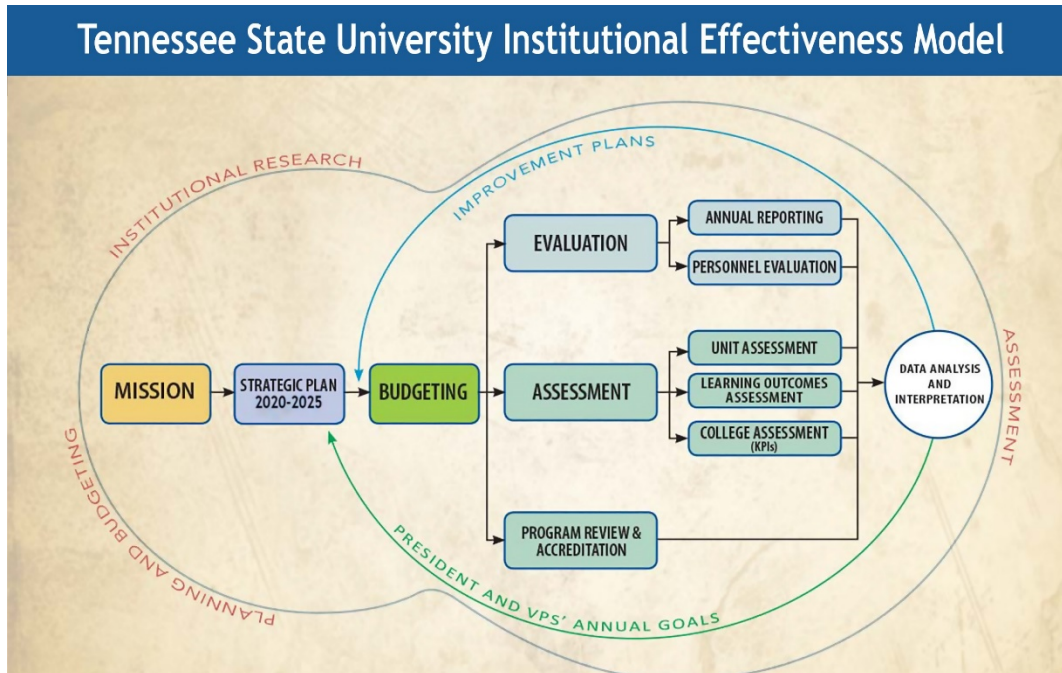 Tennessee State University Institutional Effectiveness Model
INSTITUTIONAL RESEARCH
IMPROVEMENT PLANS
ANNUAL REPORTING
EVALUATION
PERSONNEL EVALUATION
UNIT ASSESSMENT
MISSION
STRATEGIC PLAN
2020-2025
BUDGETING
ASSESSMENT
LEARNING OUTCOMES
ASSESSMENT
COLLEGE ASSESSMENT
(KPIs)
DATA ANALYSIS
AND
INTERPRETATION
ASSESSMENT
PROGRAM REVIEW &
ACCREDITATION
PLANNING AND BUDGETING
PRESIDENT AND VPS' ANNUAL GOALS